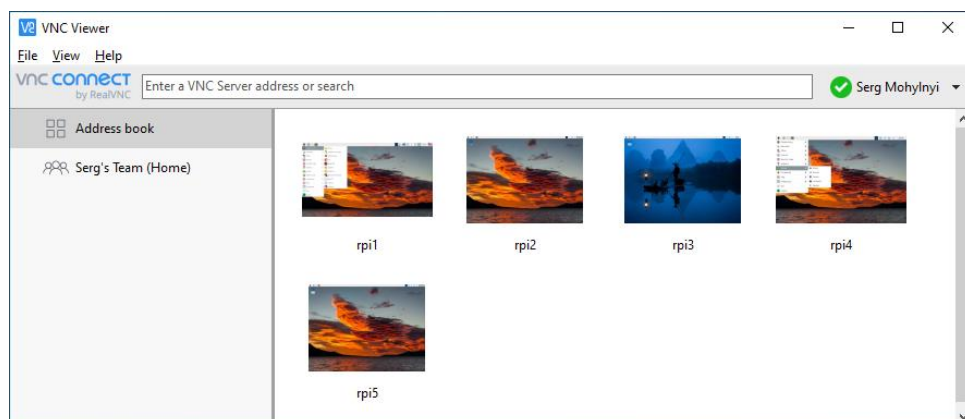 VNC Viewer
File View Help
vnc connect
by RealVNC
Enter a VNC Server address or search
Serg Mohylnyi
Address book
Serg's Team (Home)
rpi1 rpi2 rpi3 rpi4
rpi5